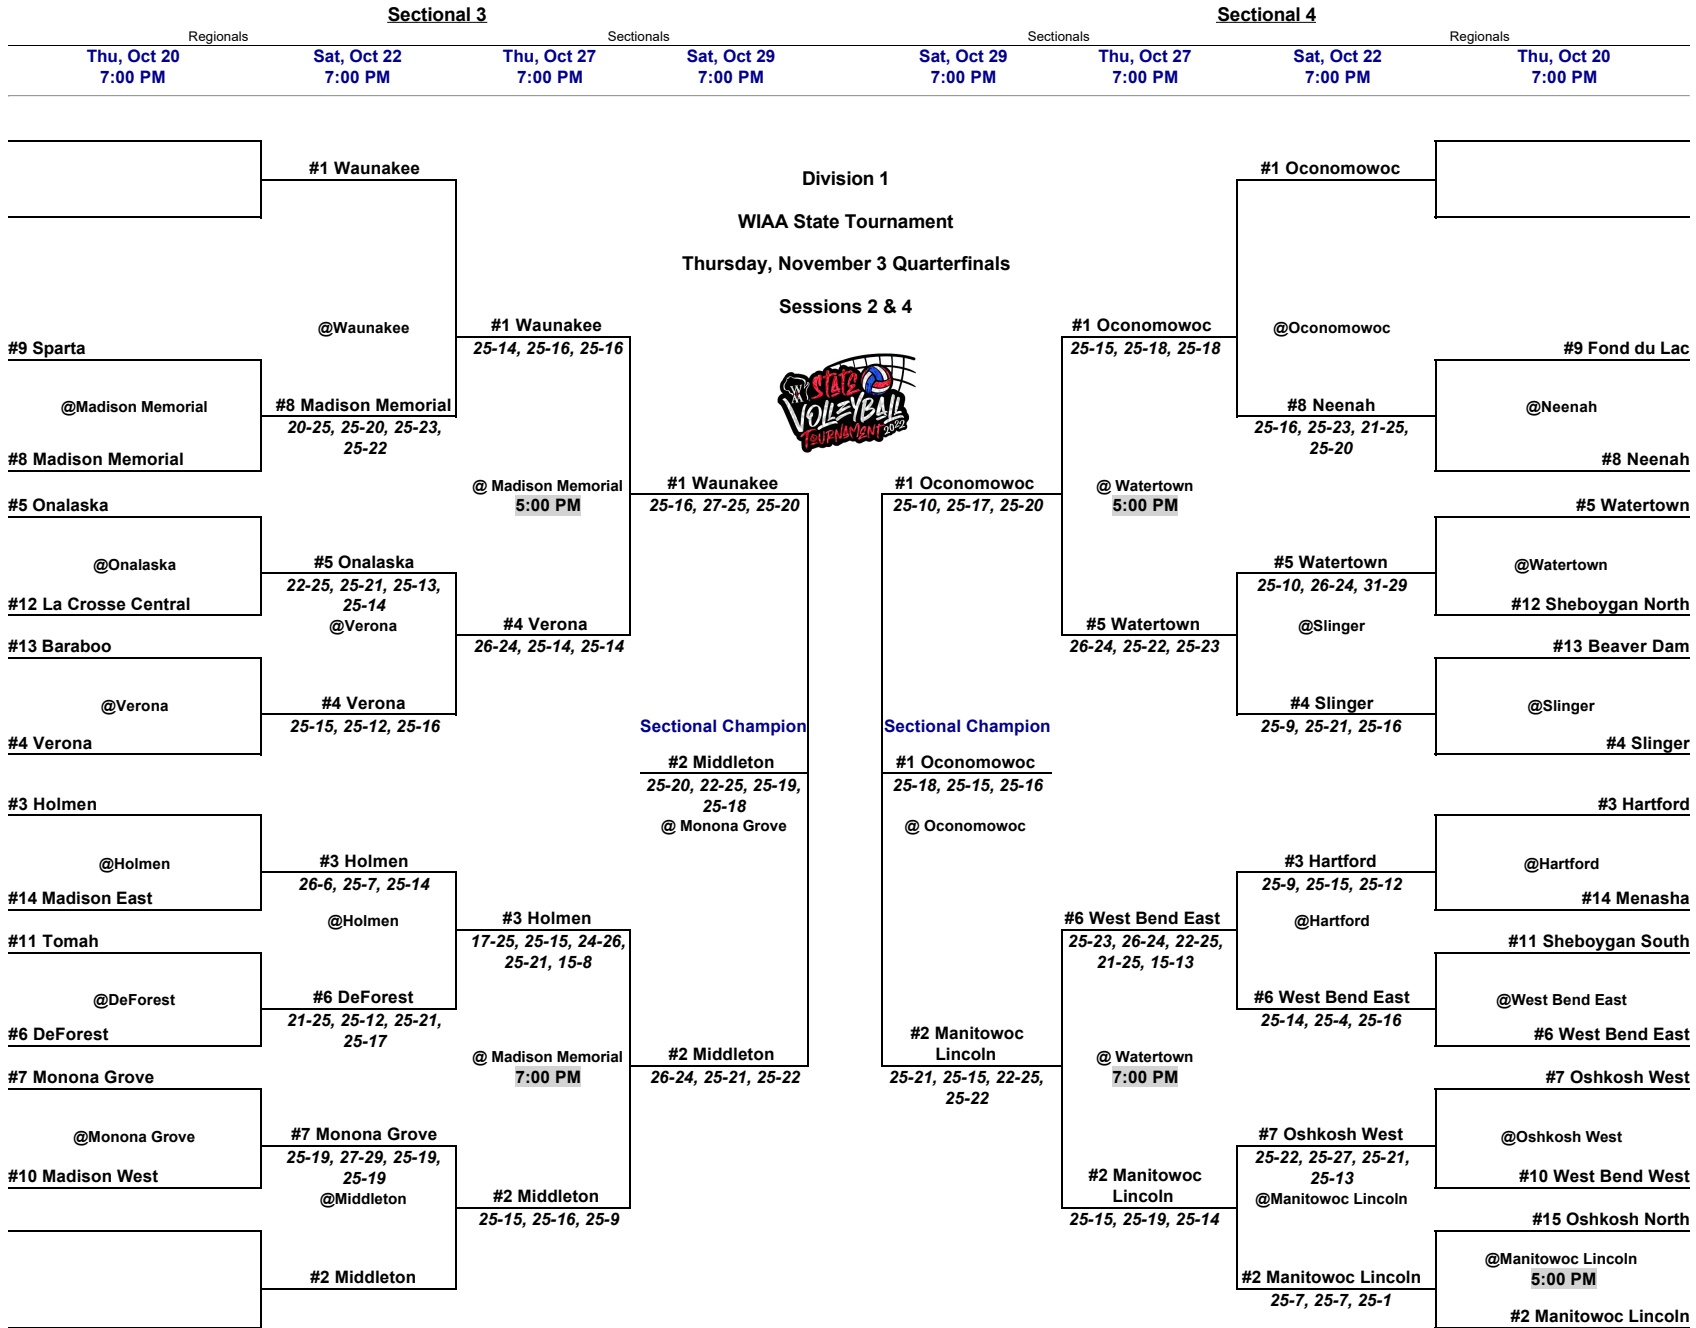 Sectional 3
Sectional 4
Regionals
Sectionals
Sectionals
Regionals
Thu, Oct 20
7:00 PM
Sat, Oct 22
7:00 PM
Thu, Oct 27
7:00 PM
Sat, Oct 29
7:00 PM
Sat, Oct 29
7:00 PM
Thu, Oct 27
7:00 PM
Sat, Oct 22
7:00 PM
Thu, Oct 20
7:00 PM
Division 1
WIAA State Tournament
Thursday, November 3 Quarterfinals
Sessions 2 & 4
STATE
VOLLEYBALL
TOURNAMENT 2022
#9 Sparta
@Madison Memorial
#8 Madison Memorial
#5 Onalaska
@Onalaska
#12 La Crosse Central
#13 Baraboo
@Verona
#4 Verona
#3 Holmen
@Holmen
#14 Madison East
#11 Tomah
@DeForest
#6 DeForest
#7 Monona Grove
@Monona Grove
#10 Madison West
#1 Waunakee
@Waunakee
#8 Madison Memorial
20-25, 25-20, 25-23,
25-22
#5 Onalaska
22-25, 25-21, 25-13,
25-14
@Verona
#4 Verona
25-15, 25-12, 25-16
#3 Holmen
26-6, 25-7, 25-14
@Holmen
#6 DeForest
21-25, 25-12, 25-21,
25-17
#7 Monona Grove
25-19, 27-29, 25-19,
25-19
@Middleton
#2 Middleton
#1 Waunakee
25-14, 25-16, 25-16
@ Madison Memorial
5:00 PM
#4 Verona
26-24, 25-14, 25-14
#3 Holmen
17-25, 25-15, 24-26,
25-21, 15-8
@ Madison Memorial
7:00 PM
#2 Middleton
25-15, 25-16, 25-9
#1 Waunakee
25-16, 27-25, 25-20
Sectional Champion
#2 Middleton
25-20, 22-25, 25-19,
25-18
@ Monona Grove
#2 Middleton
26-24, 25-21, 25-22
#1 Oconomowoc
25-10, 25-17, 25-20
Sectional Champion
#1 Oconomowoc
25-18, 25-15, 25-16
@ Oconomowoc
#2 Manitowoc
Lincoln
25-21, 25-15, 22-25,
25-22
#1 Oconomowoc
25-15, 25-18, 25-18
@ Watertown
5:00 PM
#5 Watertown
26-24, 25-22, 25-23
#6 West Bend East
25-23, 26-24, 22-25,
21-25, 15-13
@ Watertown
7:00 PM
#2 Manitowoc
Lincoln
25-15, 25-19, 25-14
#1 Oconomowoc
@Oconomowoc
#8 Neenah
25-16, 25-23, 21-25,
25-20
#5 Watertown
25-10, 26-24, 31-29
@Slinger
#4 Slinger
25-9, 25-21, 25-16
#3 Hartford
25-9, 25-15, 25-12
@Hartford
#6 West Bend East
25-14, 25-4, 25-16
#7 Oshkosh West
25-22, 25-27, 25-21,
25-13
@Manitowoc Lincoln
#2 Manitowoc Lincoln
25-7, 25-7, 25-1
#9 Fond du Lac
@Neenah
#8 Neenah
#5 Watertown
@Watertown
#12 Sheboygan North
#13 Beaver Dam
@Slinger
#4 Slinger
#3 Hartford
@Hartford
#14 Menasha
#11 Sheboygan South
@West Bend East
#6 West Bend East
#7 Oshkosh West
@Oshkosh West
#10 West Bend West
#15 Oshkosh North
@Manitowoc Lincoln
5:00 PM
#2 Manitowoc Lincoln